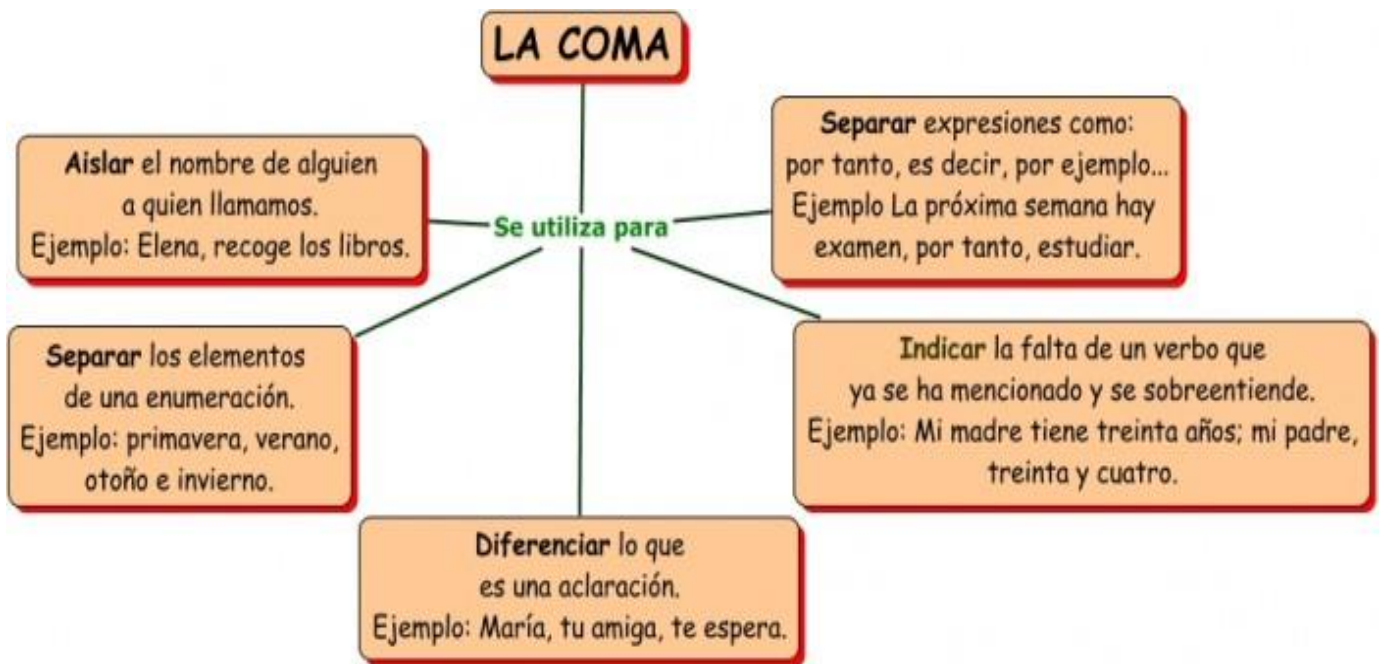 LA COMA
Se utiliza para
Aislar el nombre de alguien
a quien llamamos.
Ejemplo: Elena, recoge los libros.
Separar expresiones como:
por tanto, es decir, por ejemplo...
Ejemplo La próxima semana hay
examen, por tanto, estudiar.
Separar los elementos
de una enumeración.
Ejemplo: primavera, verano,
otoño e invierno.
Indicar la falta de un verbo que
ya se ha mencionado y se sobreentiende.
Ejemplo: Mi madre tiene treinta años; mi padre,
treinta y cuatro.
Diferenciar lo que
es una aclaración.
Ejemplo: María, tu amiga, te espera.